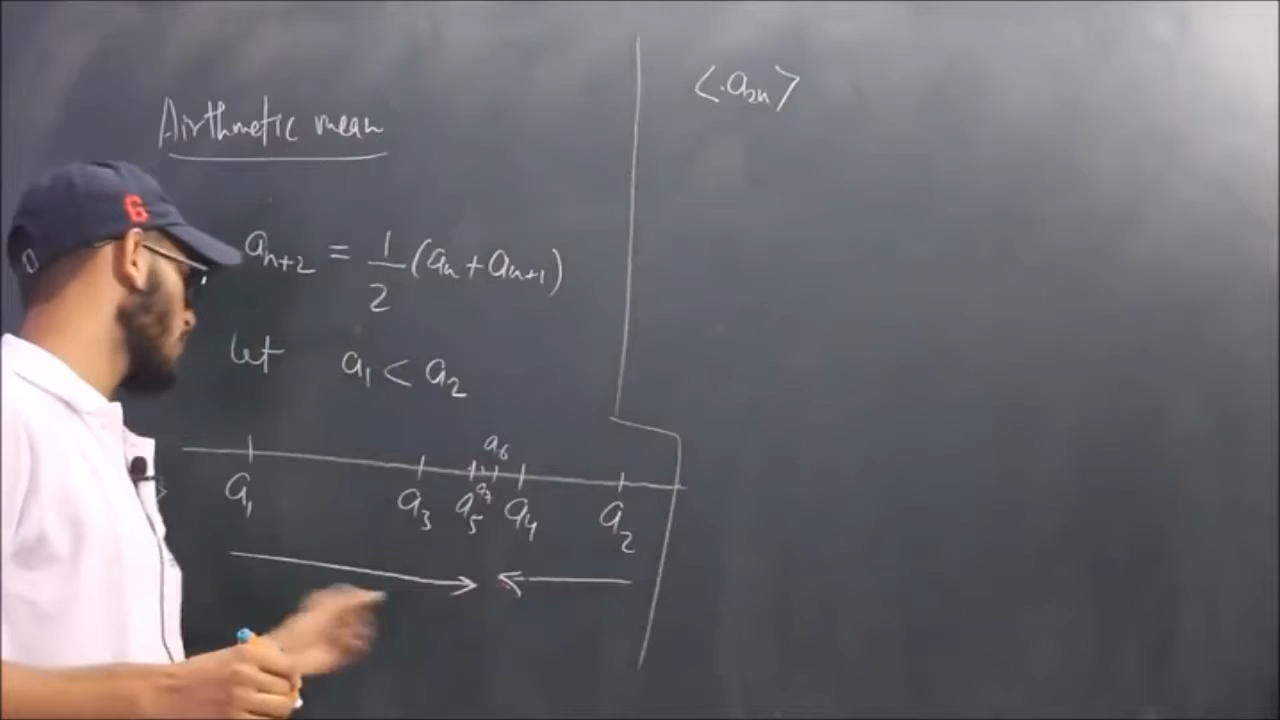 Airthmetic mean
a_{n+2} = 1/2 (a_n + a_{n+1})
let a_1 < a_2
a_6
a_1 a_3 a_5 a_7 a_4 a_2
<.a_{2n}>
G